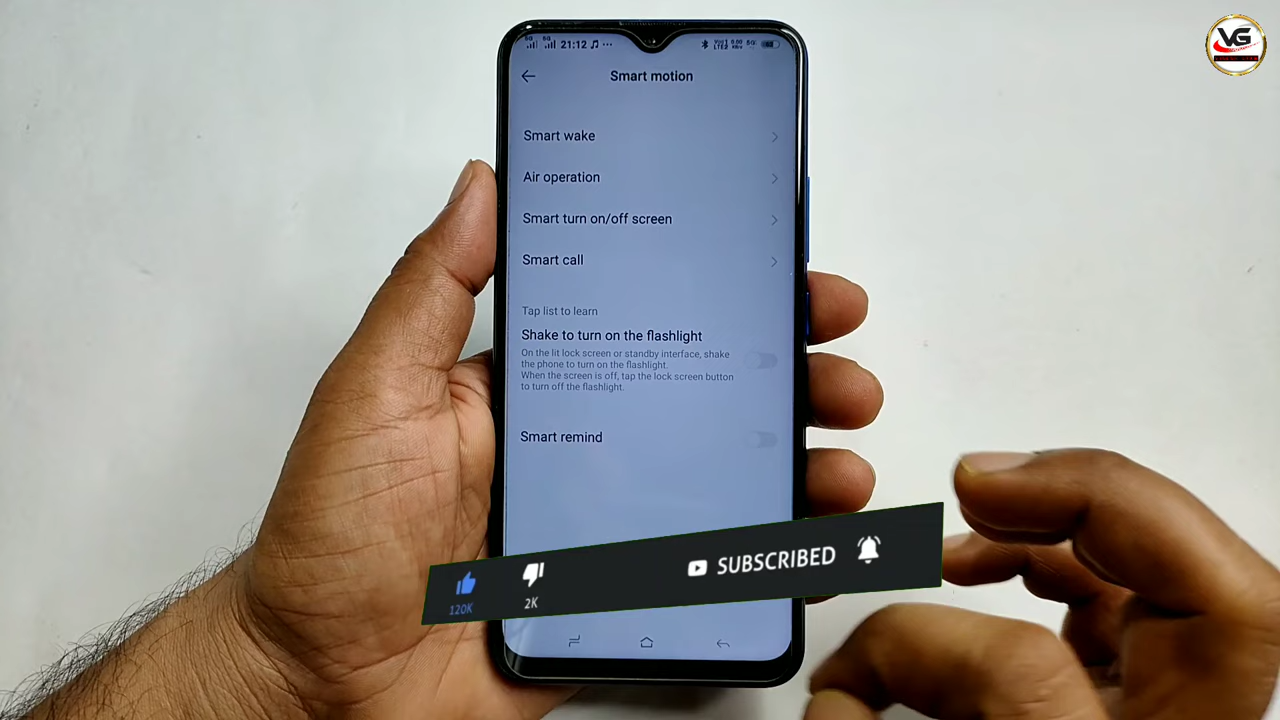 VG
21:12
Smart motion
Smart wake
Air operation
Smart turn on/off screen
Smart call
Tap list to learn
Shake to turn on the flashlight
On the lit lock screen or standby interface, shake
the phone to turn on the flashlight.
When the screen is off, tap the lock screen button
to turn off the flashlight.
Smart remind
SUBSCRIBED
120K
2K